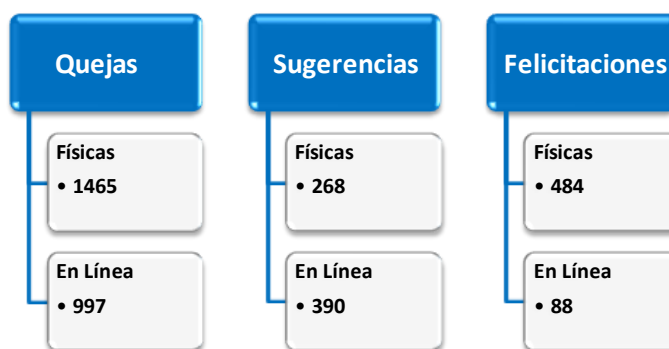 Quejas
Físicas
• 1465
En Línea
• 997
Sugerencias
Físicas
• 268
En Línea
• 390
Felicitaciones
Físicas
• 484
En Línea
• 88